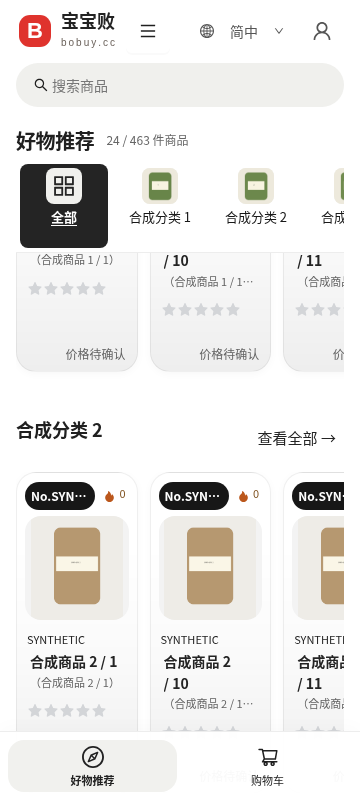 B
宝宝败
bobuy.cc
简中
搜索商品
好物推荐
24 / 463 件商品
全部
合成分类 1
合成分类 2
合成
（合成商品 1 / 1）
/ 10
（合成商品 1 / 1…
/ 11
（合成商品
价格待确认
价格待确认
价
合成分类 2
查看全部 →
No.SYN…
0
No.SYN…
0
No.SYN
SYNTHETIC
SYNTHETIC
SYNTHETI
合成商品 2 / 1
合成商品 2
/ 10
合成商品
/ 11
（合成商品 2 / 1）
（合成商品 2 / 1…
（合成商品
好物推荐
购物车